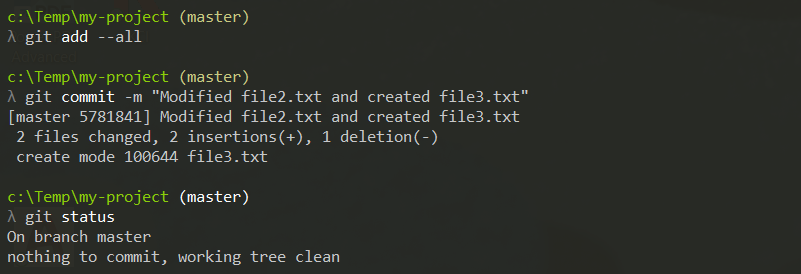 c:\Temp\my-project (master)
λ git add --all
c:\Temp\my-project (master)
λ git commit -m "Modified file2.txt and created file3.txt"
[master 5781841] Modified file2.txt and created file3.txt
 2 files changed, 2 insertions(+), 1 deletion(-)
 create mode 100644 file3.txt
c:\Temp\my-project (master)
λ git status
On branch master
nothing to commit, working tree clean